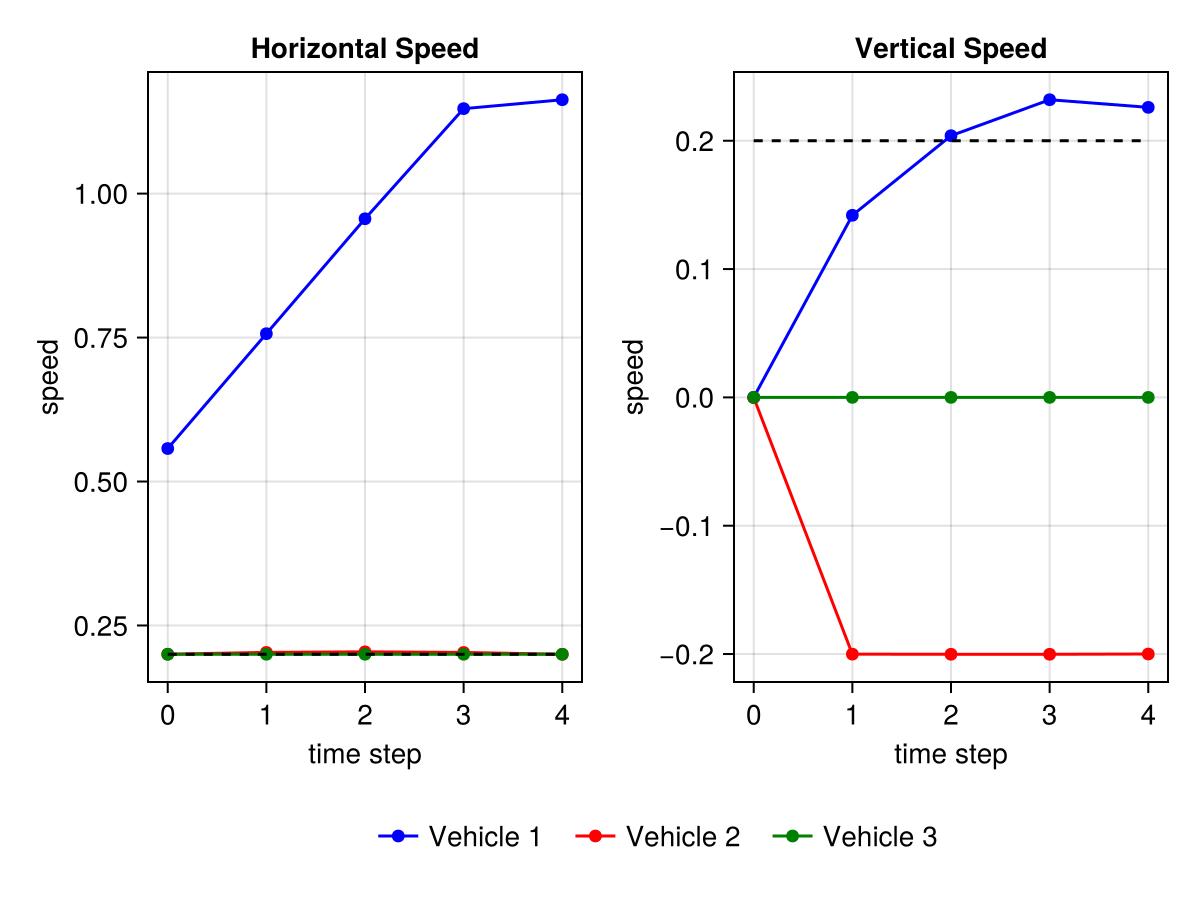 Horizontal Speed
1.00
0.75
0.50
0.25
speed
0 1 2 3 4
time step
Vertical Speed
0.2
0.1
0.0
−0.1
−0.2
speed
0 1 2 3 4
time step
Vehicle 1 Vehicle 2 Vehicle 3